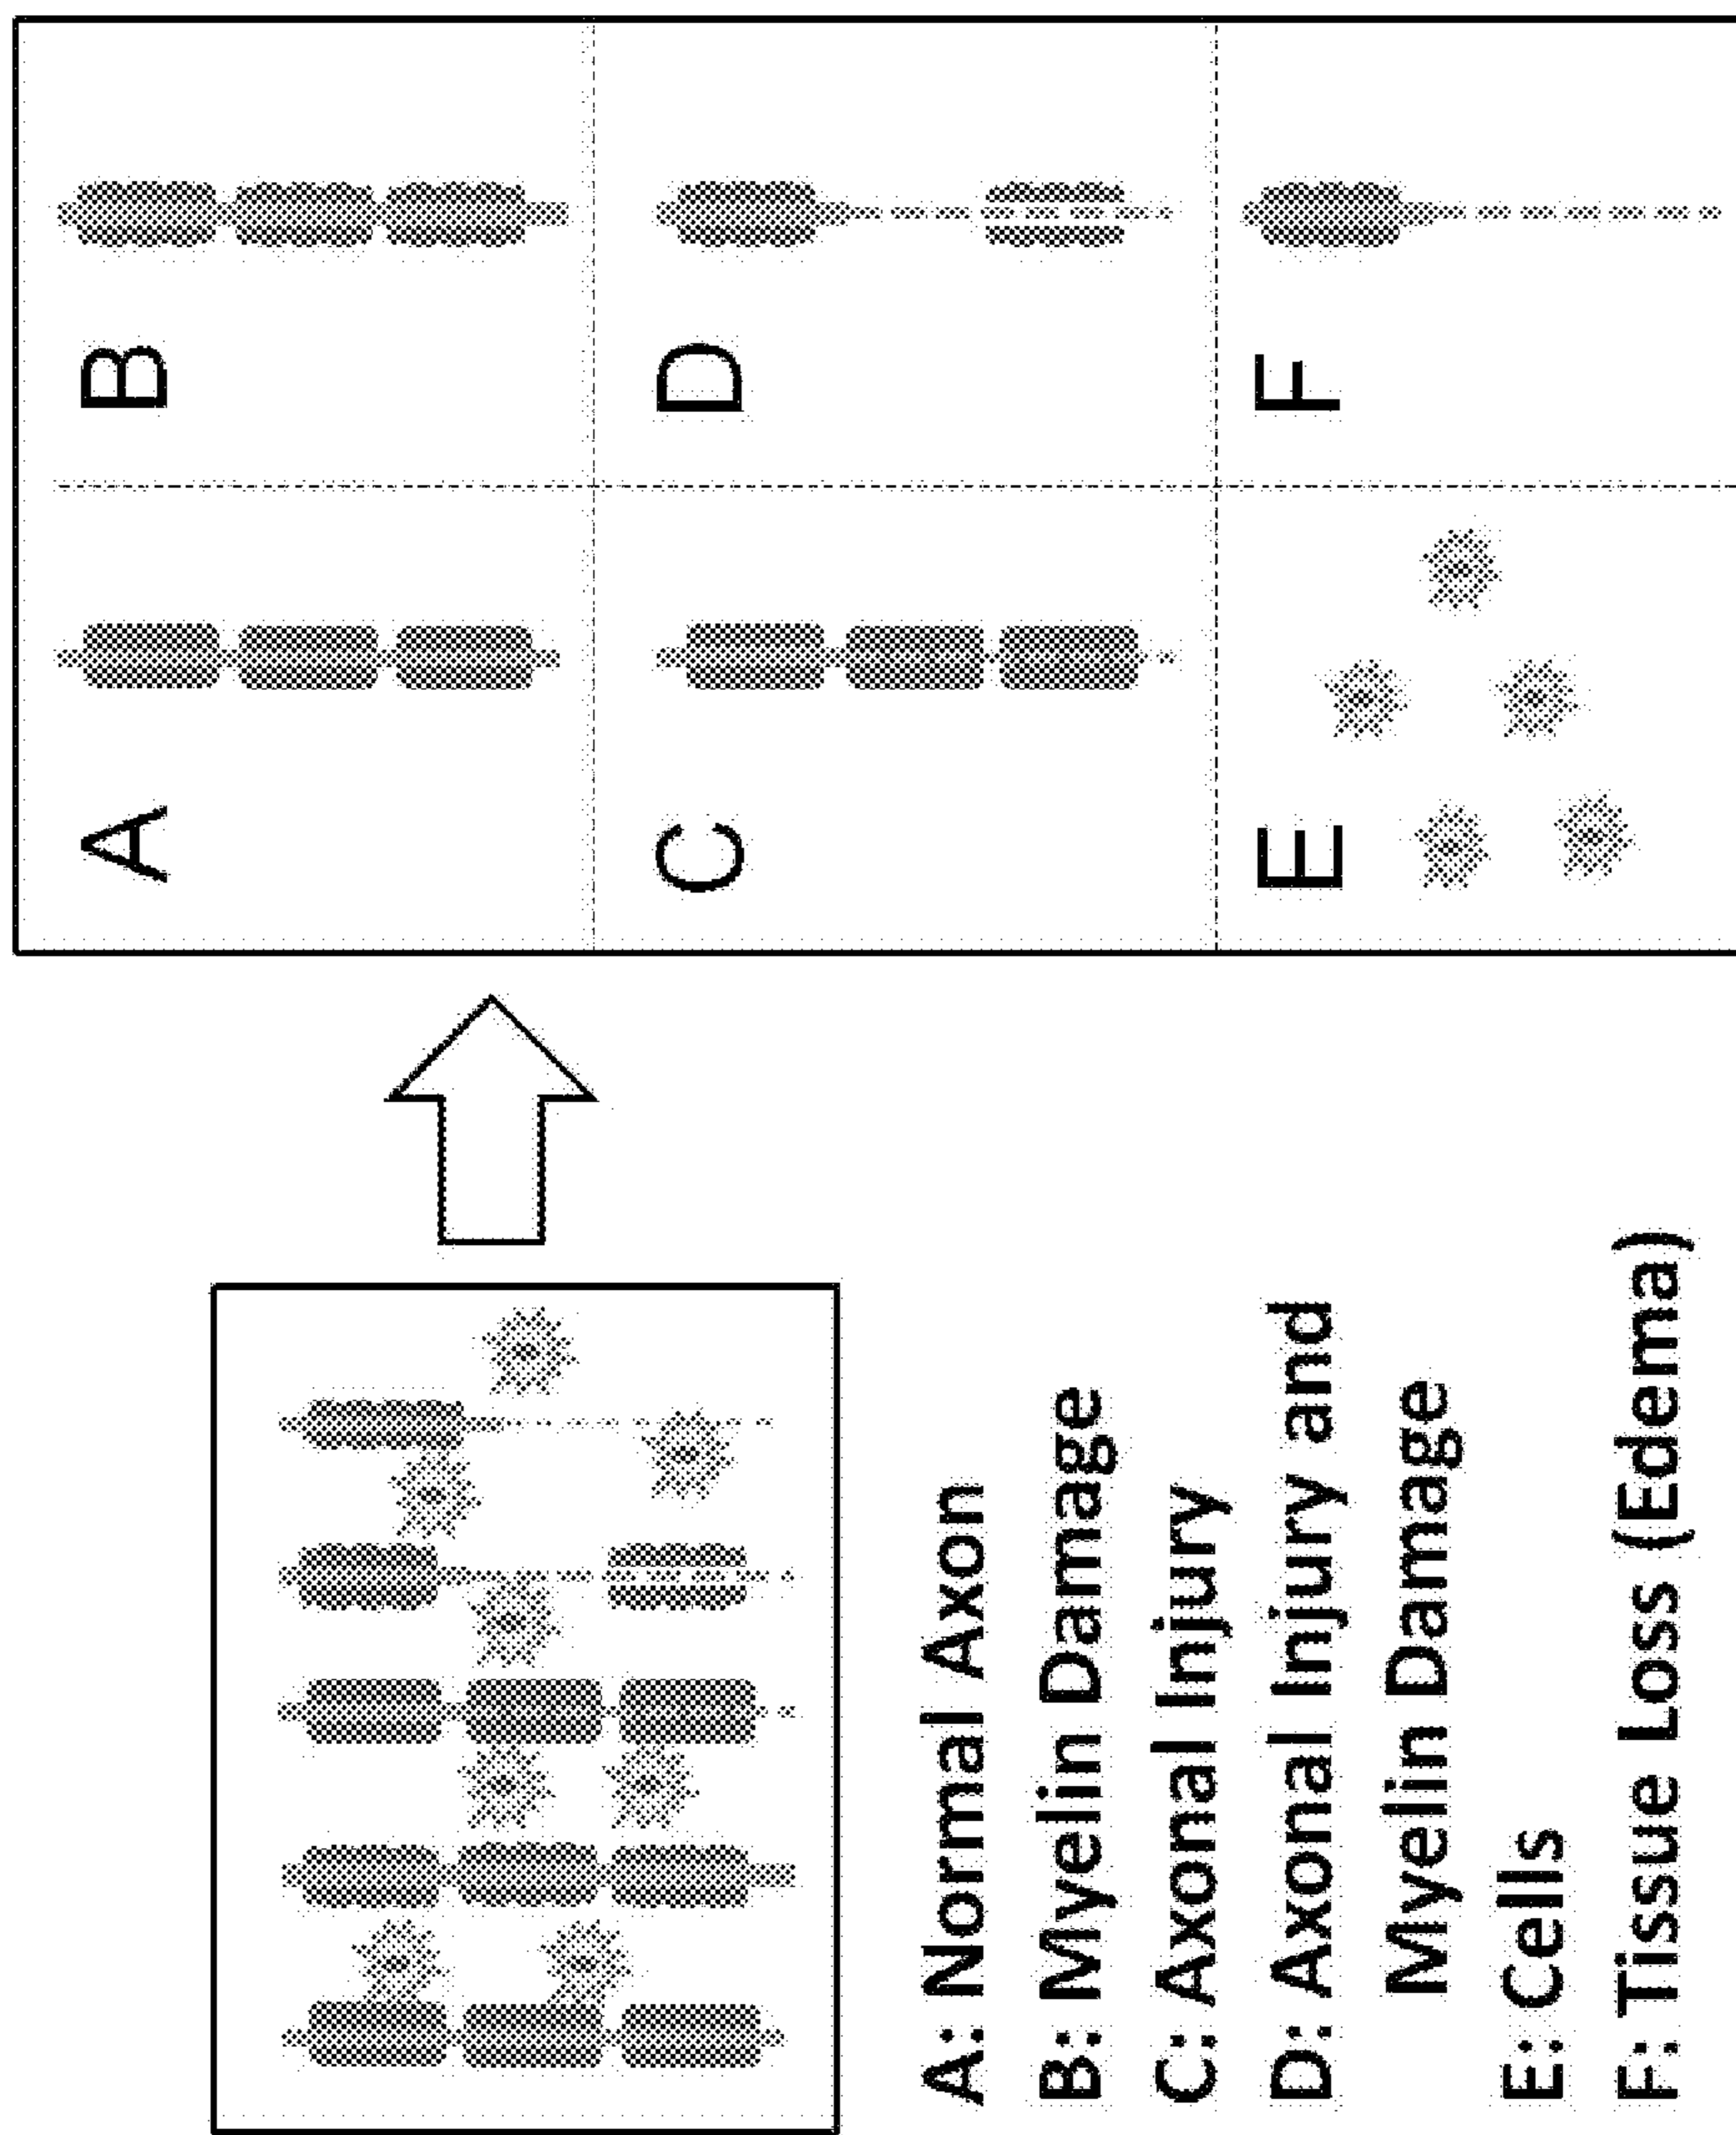 A
B
C
D
E
F
A: Normal Axon
B: Myelin Damage
C: Axonal Injury
D: Axonal Injury and
Myelin Damage
E: Cells
F: Tissue Loss (Edema)